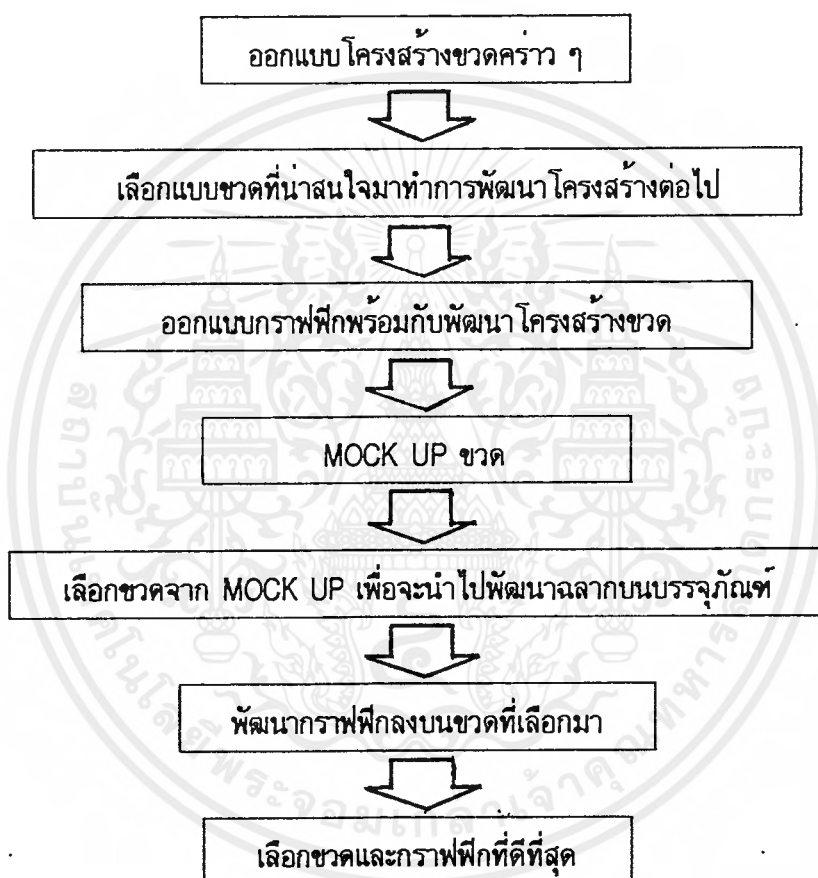 ออกแบบโครงสร้างขวดคร่าว ๆ
เลือกแบบขวดที่น่าสนใจมาทำการพัฒนาโครงสร้างต่อไป
ออกแบบกราฟฟิกพร้อมกับพัฒนาโครงสร้างขวด
MOCK UP ขวด
เลือกขวดจาก MOCK UP เพื่อจะนำไปพัฒนาฉลากบนบรรจุภัณฑ์
พัฒนากราฟฟิกลงบนขวดที่เลือกมา
เลือกขวดและกราฟฟิกที่ดีที่สุด